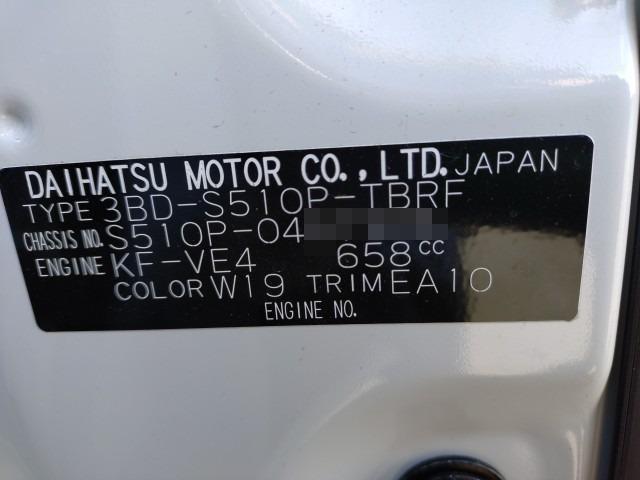 DAIHATSU MOTOR CO., LTD. JAPAN
TYPE 3BD-S510P-TBRF
CHASSIS NO. S510P-04
ENGINE KF-VE4 658cc
COLOR W19 TRIM EA10
ENGINE NO.